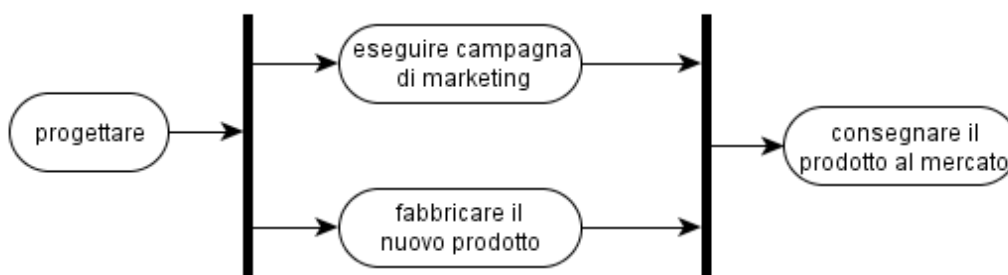 progettare
eseguire campagna
di marketing
fabbricare il
nuovo prodotto
consegnare il
prodotto al mercato